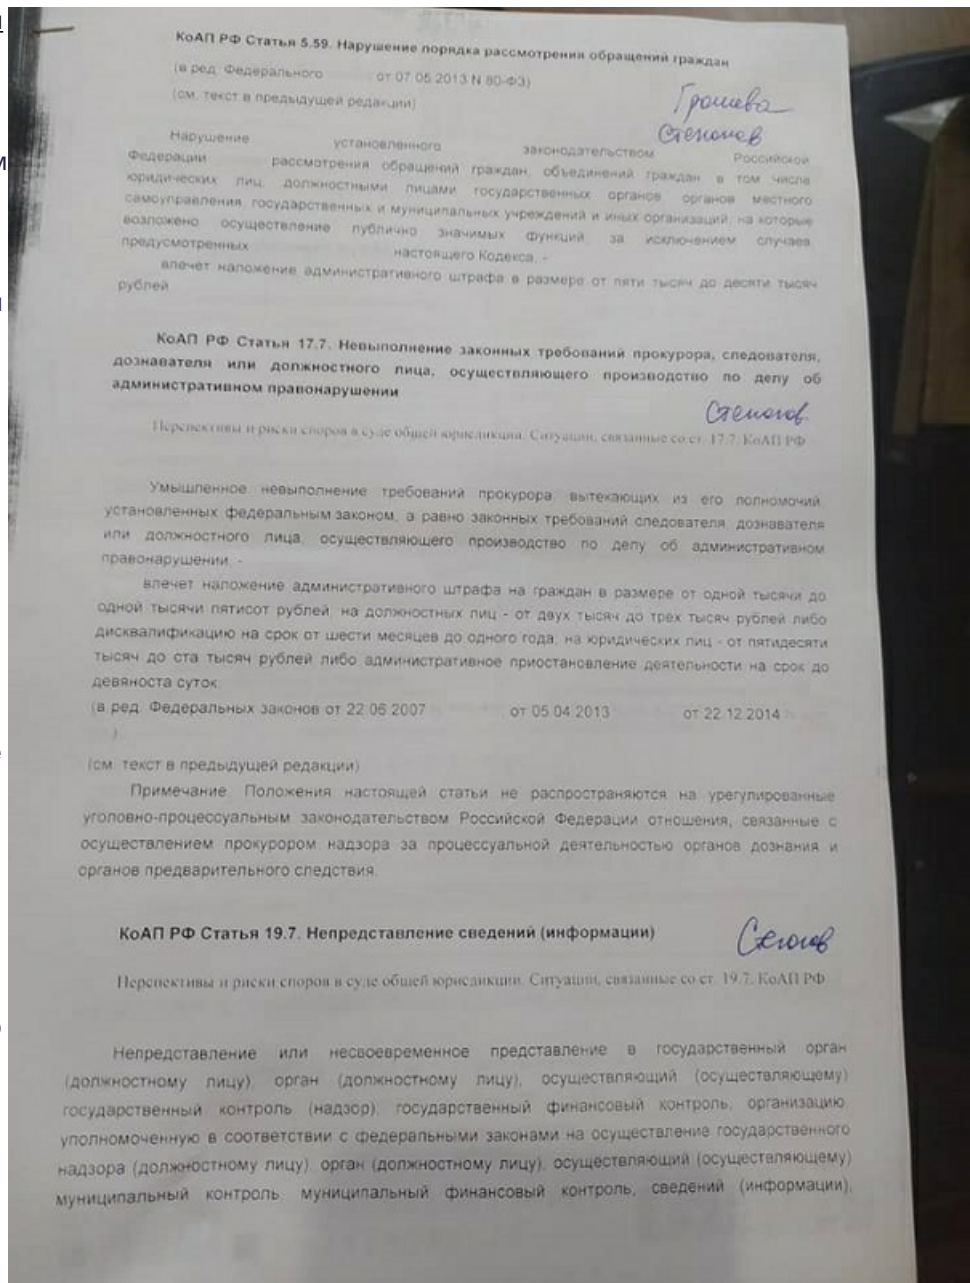 КоАП РФ Статья 5.59. Нарушение порядка рассмотрения обращений граждан
(в ред. Федерального от 07.05.2013 N 80-ФЗ)
(см. текст в предыдущей редакции)
Грошева
Степонов
Нарушение установленного законодательством Российской
Федерации рассмотрения обращений граждан, объединений граждан, в том числе
юридических лиц, должностными лицами государственных органов, органов местного
самоуправления, государственных и муниципальных учреждений и иных организаций, на которые
возложено осуществление публично значимых функций, за исключением случаев,
предусмотренных настоящего Кодекса, -
влечет наложение административного штрафа в размере от пяти тысяч до десяти тысяч
рублей.
КоАП РФ Статья 17.7. Невыполнение законных требований прокурора, следователя,
дознавателя или должностного лица, осуществляющего производство по делу об
административном правонарушении
Степонов
Перспективы и риски споров в суде общей юрисдикции. Ситуации, связанные со ст. 17.7. КоАП РФ
Умышленное невыполнение требований прокурора, вытекающих из его полномочий,
установленных федеральным законом, а равно законных требований следователя, дознавателя
или должностного лица, осуществляющего производство по делу об административном
правонарушении, -
влечет наложение административного штрафа на граждан в размере от одной тысячи до
одной тысячи пятисот рублей; на должностных лиц - от двух тысяч до трех тысяч рублей либо
дисквалификацию на срок от шести месяцев до одного года; на юридических лиц - от пятидесяти
тысяч до ста тысяч рублей либо административное приостановление деятельности на срок до
девяноста суток.
(в ред. Федеральных законов от 22.06.2007 , от 05.04.2013 от 22.12.2014
)
(см. текст в предыдущей редакции)
Примечание. Положения настоящей статьи не распространяются на урегулированные
уголовно-процессуальным законодательством Российской Федерации отношения, связанные с
осуществлением прокурором надзора за процессуальной деятельностью органов дознания и
органов предварительного следствия.
КоАП РФ Статья 19.7. Непредставление сведений (информации)
Степонов
Перспективы и риски споров в суде общей юрисдикции. Ситуации, связанные со ст. 19.7. КоАП РФ
Непредставление или несвоевременное представление в государственный орган
(должностному лицу), орган (должностному лицу), осуществляющий (осуществляющему)
государственный контроль (надзор), государственный финансовый контроль, организацию,
уполномоченную в соответствии с федеральными законами на осуществление государственного
надзора (должностному лицу), орган (должностному лицу), осуществляющий (осуществляющему)
муниципальный контроль, муниципальный финансовый контроль, сведений (информации),